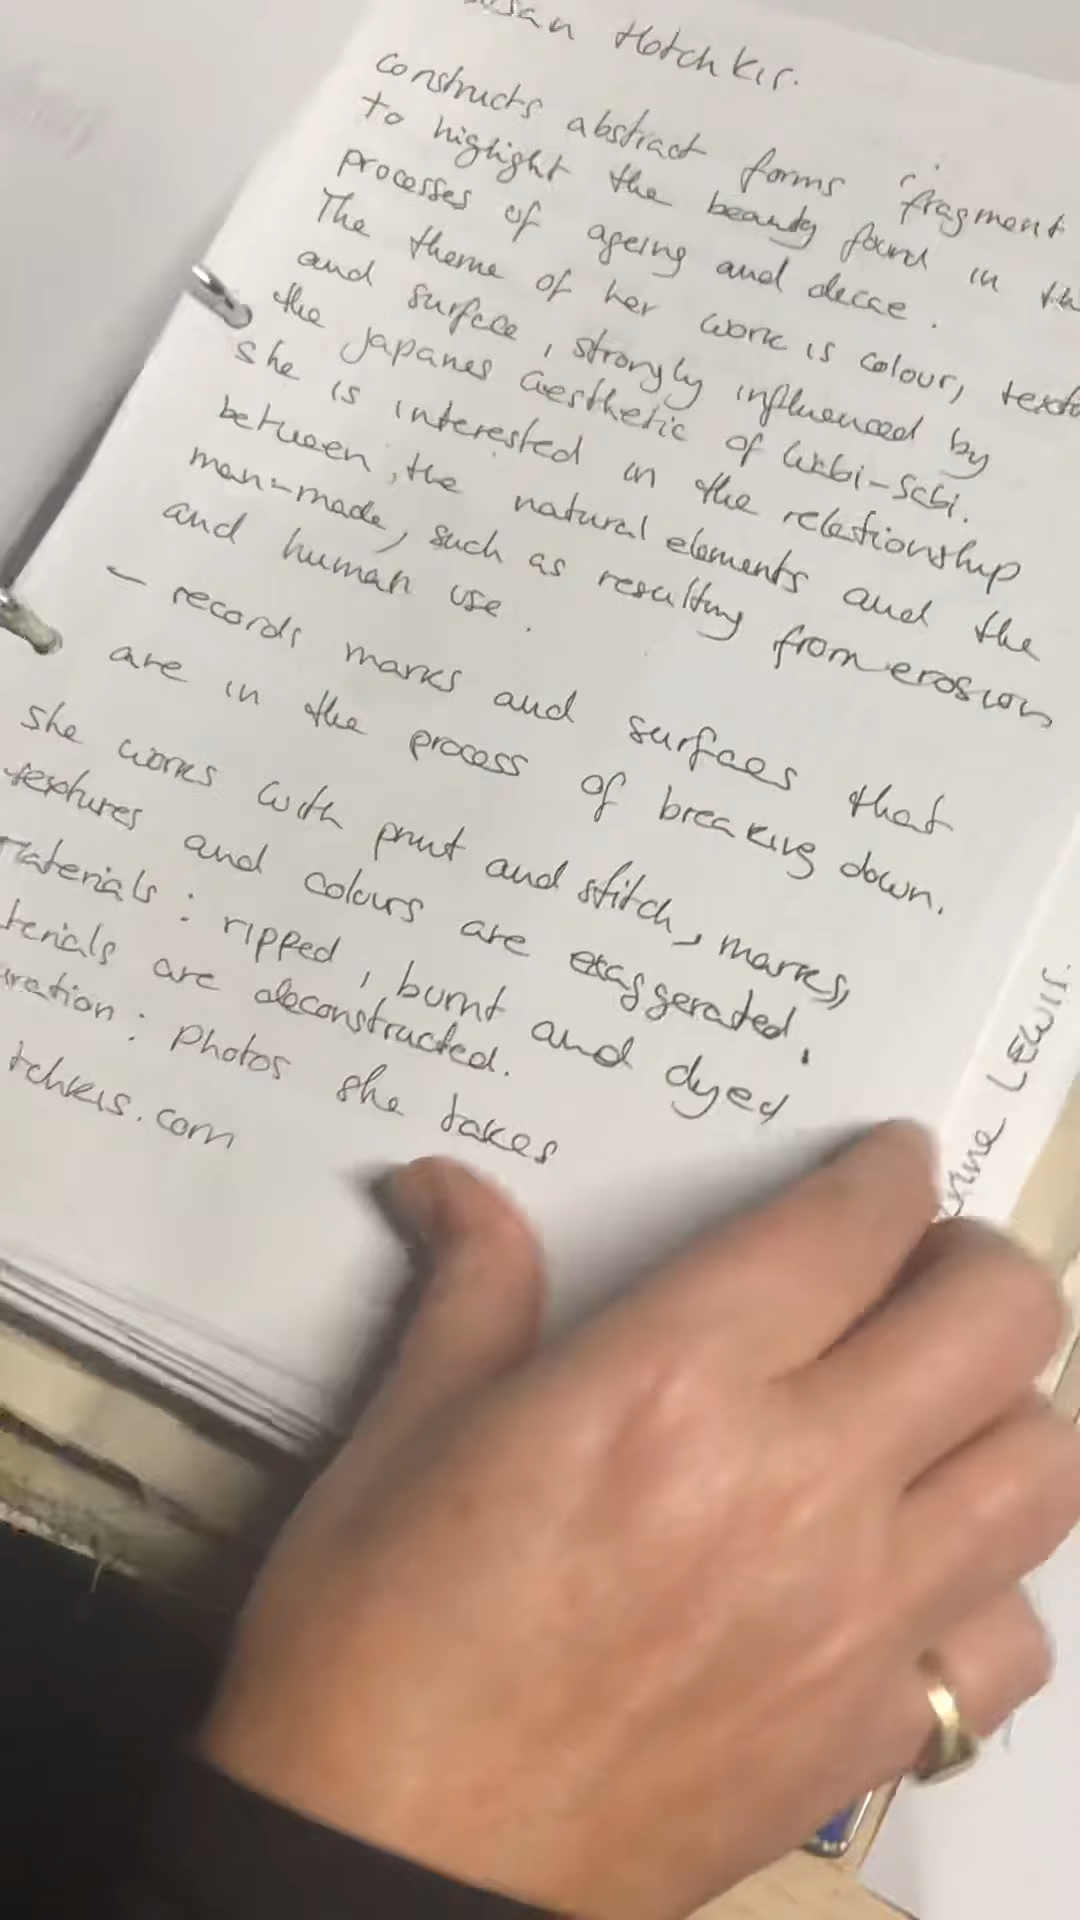 Hotchkis.
constructs abstract forms 'fragment
to highlight the beauty found in th
processes of ageing and decae.
The theme of her work is colour, textu
and surface, strongly influenced by
the japanes aesthetic of Wabi-Sabi.
she is interested in the relationship
between, the natural elements and the
man-made, such as resulting from erosion
and human use.
- records marks and surfaces that
are in the process of breaking down.
she works with print and stitch, marks,
textures and colours are exaggerated.
Materials: ripped, burnt and dyed
terials are deconstructed.
uration: Photos she takes
tchkis.com
LEWIS.